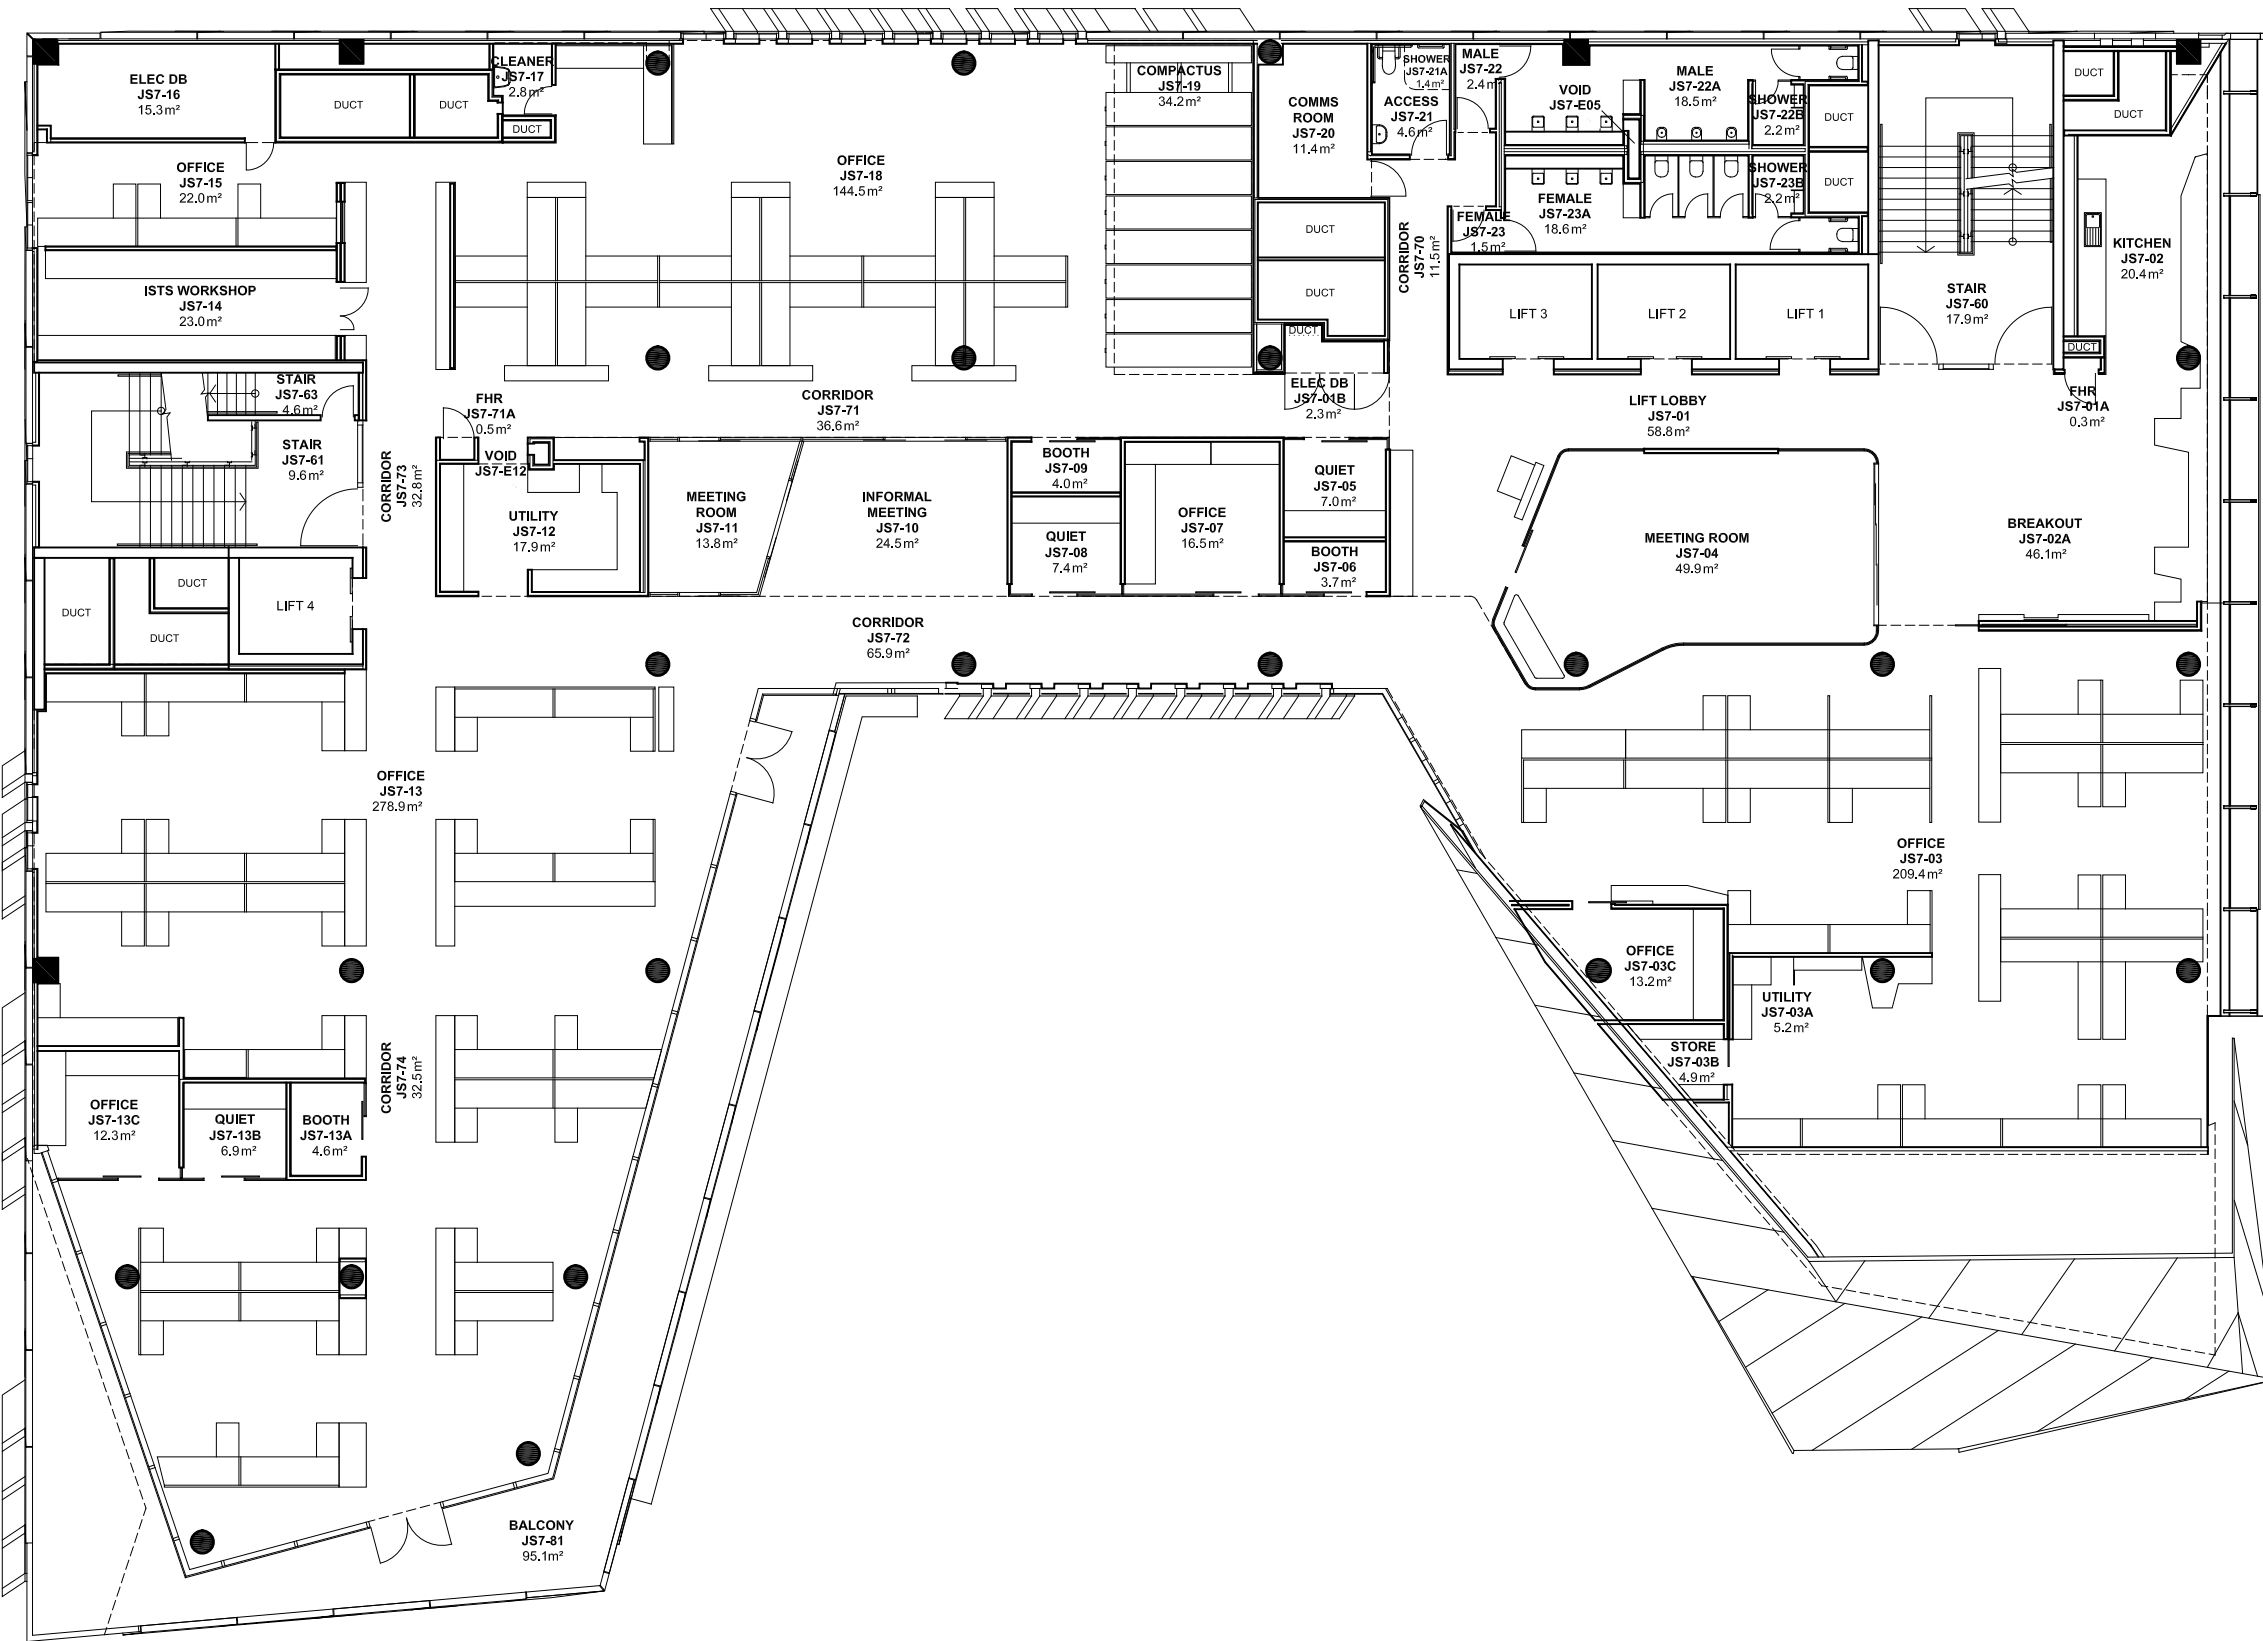 ELEC DB
JS7-16
15.3m²
DUCT
DUCT
CLEANER
JS7-17
2.8m²
DUCT
OFFICE
JS7-15
22.0m²
OFFICE
JS7-18
144.5m²
COMPACTUS
JS7-19
34.2m²
COMMS
ROOM
JS7-20
11.4m²
SHOWER
JS7-21A
1.4m²
ACCESS
JS7-21
4.6m²
MALE
JS7-22
2.4m²
VOID
JS7-E05
MALE
JS7-22A
18.5m²
SHOWER
JS7-22B
2.2m²
DUCT
DUCT
DUCT
SHOWER
JS7-23B
2.2m²
DUCT
FEMALE
JS7-23A
18.6m²
FEMALE
JS7-23
1.5m²
CORRIDOR
JS7-70
11.5m²
DUCT
DUCT
DUCT
KITCHEN
JS7-02
20.4m²
ISTS WORKSHOP
JS7-14
23.0m²
LIFT 3
LIFT 2
LIFT 1
STAIR
JS7-60
17.9m²
DUCT
STAIR
JS7-63
4.6m²
STAIR
JS7-61
9.6m²
FHR
JS7-71A
0.5m²
CORRIDOR
JS7-71
36.6m²
ELEC DB
JS7-01B
2.3m²
LIFT LOBBY
JS7-01
58.8m²
FHR
JS7-01A
0.3m²
CORRIDOR
JS7-73
32.8m²
VOID
JS7-E12
UTILITY
JS7-12
17.9m²
MEETING
ROOM
JS7-11
13.8m²
INFORMAL
MEETING
JS7-10
24.5m²
BOOTH
JS7-09
4.0m²
QUIET
JS7-08
7.4m²
OFFICE
JS7-07
16.5m²
QUIET
JS7-05
7.0m²
BOOTH
JS7-06
3.7m²
MEETING ROOM
JS7-04
49.9m²
BREAKOUT
JS7-02A
46.1m²
DUCT
DUCT
DUCT
LIFT 4
CORRIDOR
JS7-72
65.9m²
OFFICE
JS7-13
278.9m²
OFFICE
JS7-03
209.4m²
OFFICE
JS7-03C
13.2m²
UTILITY
JS7-03A
5.2m²
STORE
JS7-03B
4.9m²
CORRIDOR
JS7-74
32.5m²
OFFICE
JS7-13C
12.3m²
QUIET
JS7-13B
6.9m²
BOOTH
JS7-13A
4.6m²
BALCONY
JS7-81
95.1m²